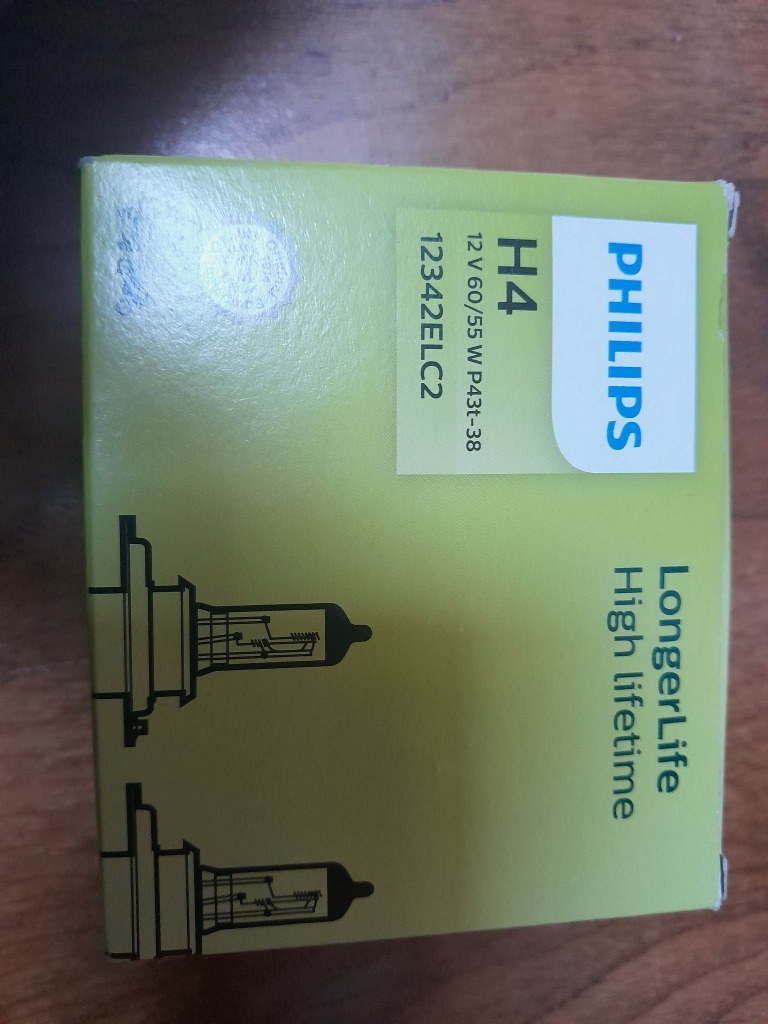 PHILIPS
H4
12 V 60/55 W P43t-38
12342ELC2
LongerLife
High lifetime